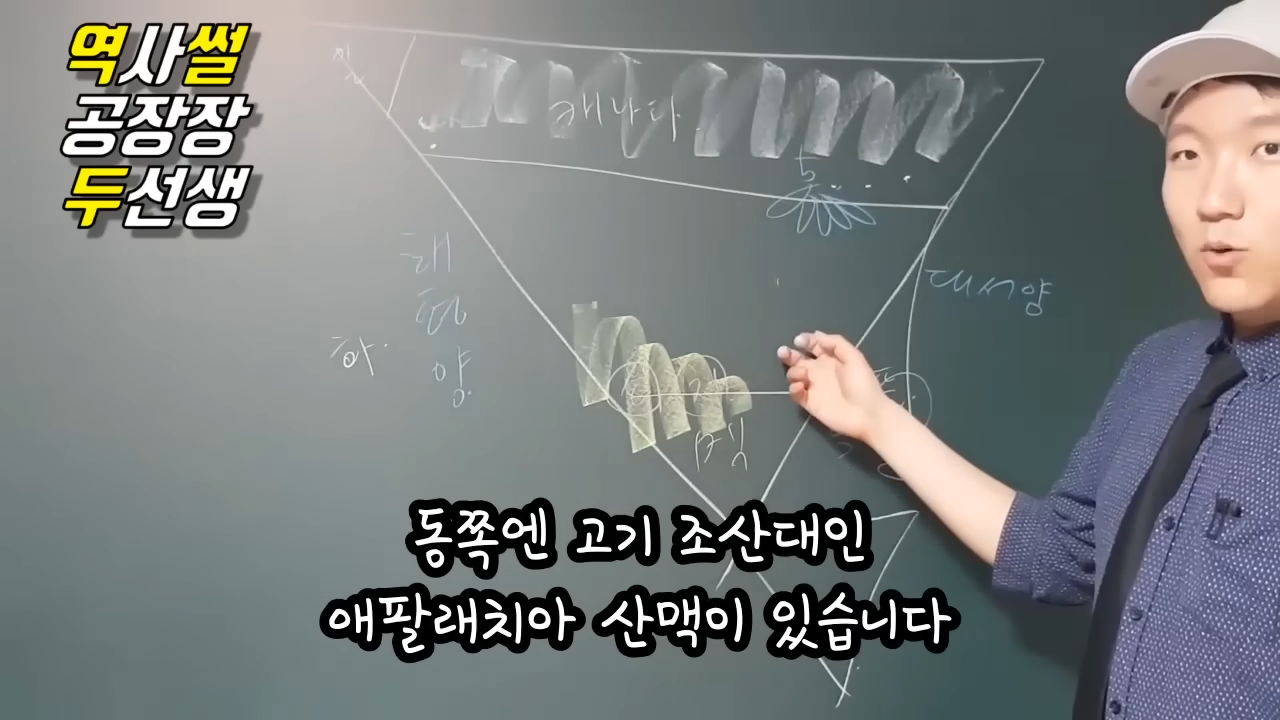 역사썰
공장장
두선생
캐나다
5
대서양
태
평
양
하
동쪽엔 고기 조산대인
애팔래치아 산맥이 있습니다